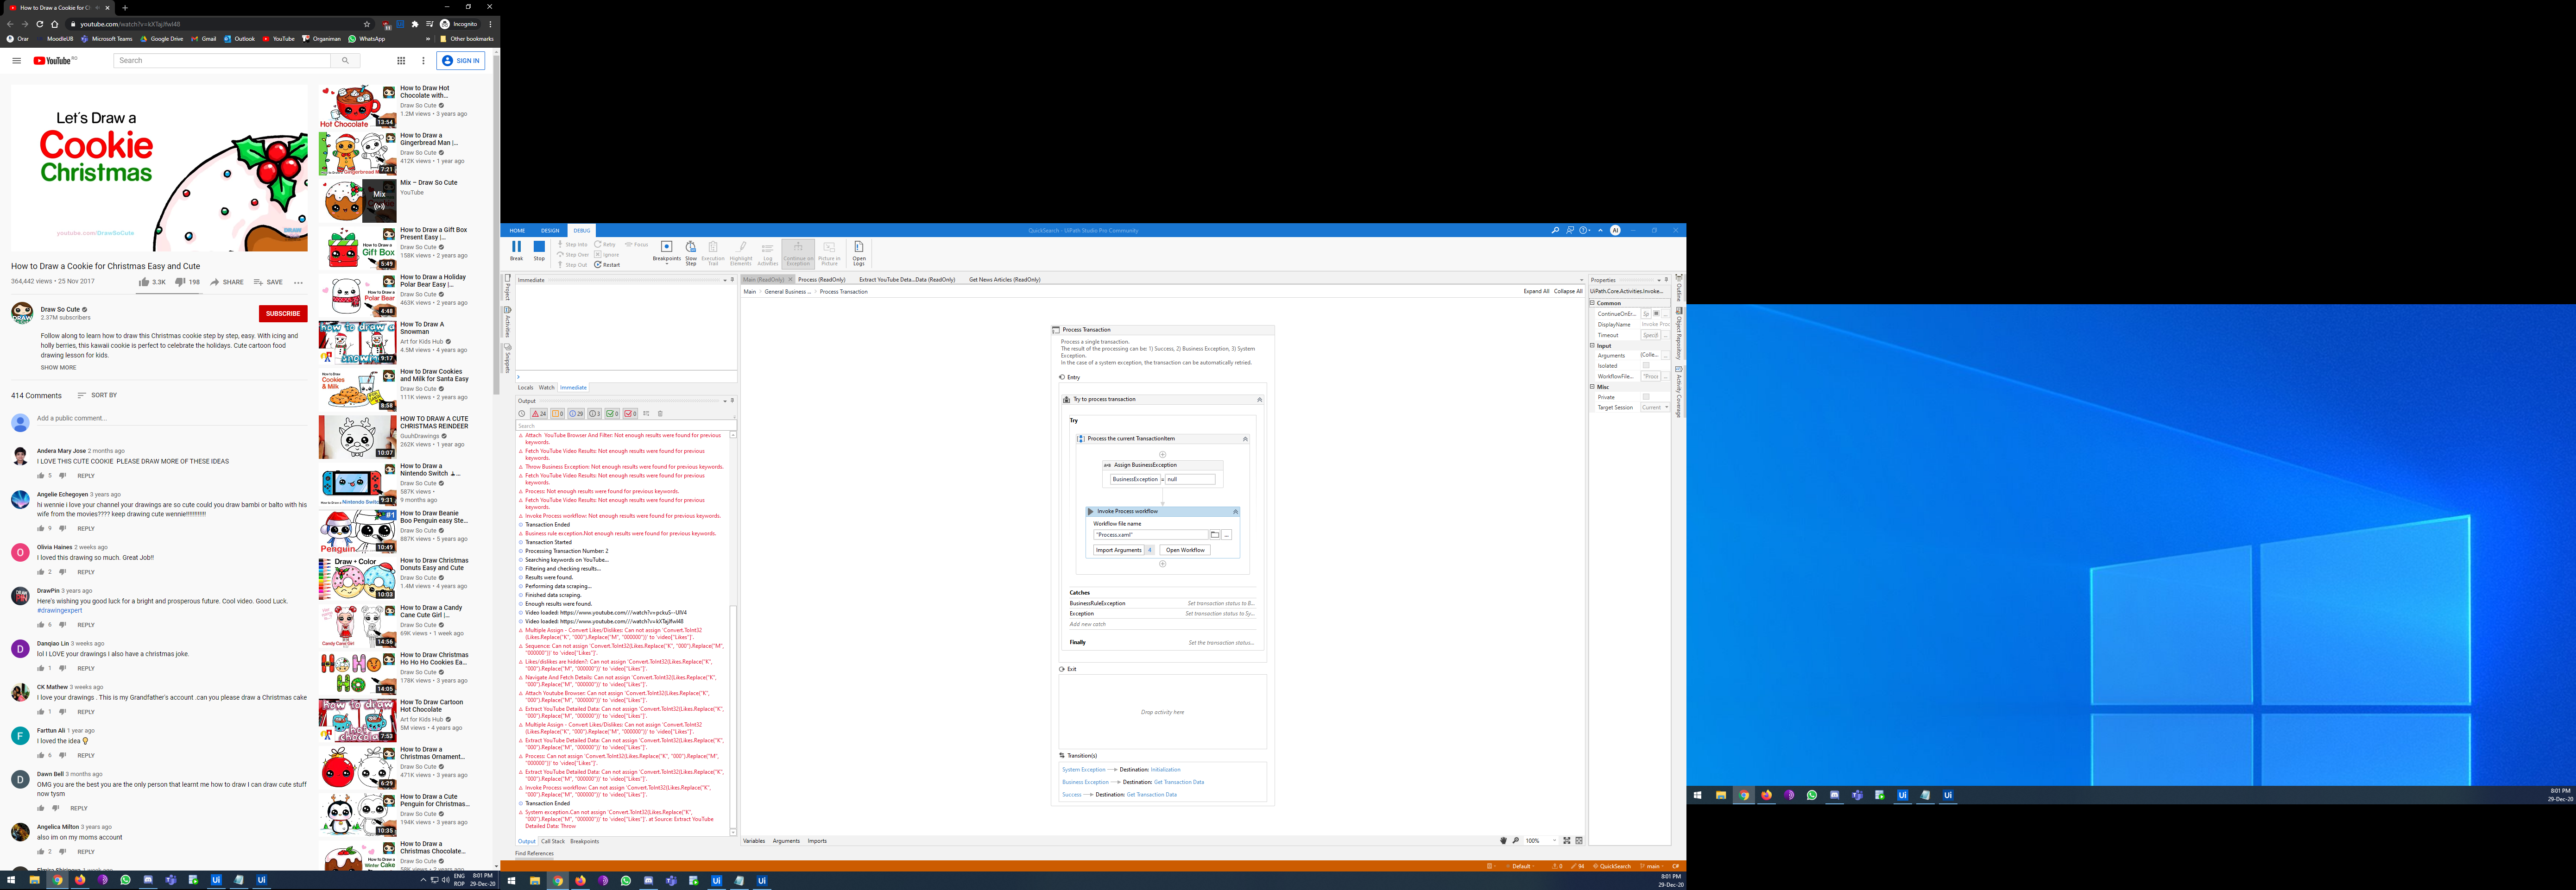 How to Draw a Cookie for C
youtube.com/watch?v=kXTajJfwI48
Incognito
Orar
MoodleUB
Microsoft Teams
Google Drive
Gmail
Outlook
YouTube
Organiman
WhatsApp
Other bookmarks
YouTube RO
Search
SIGN IN
Let's Draw a
Cookie
Christmas
youtube.com/DrawSoCute
How to Draw a Cookie for Christmas Easy and Cute
364,442 views • 25 Nov 2017
3.3K
198
SHARE
SAVE
Draw So Cute
2.37M subscribers
SUBSCRIBE
Follow along to learn how to draw this Christmas cookie step by step, easy. With icing and
holly berries, this kawaii cookie is perfect to celebrate the holidays. Cute cartoon food
drawing lesson for kids.
SHOW MORE
414 Comments
SORT BY
Add a public comment...
Andera Mary Jose 2 months ago
I LOVE THIS CUTE COOKIE PLEASE DRAW MORE OF THESE IDEAS
5 REPLY
Angelie Echegoyen 3 years ago
hi wennie i love your channel your drawings are so cute could you draw bambi or balto with his
wife from the movies???? keep drawing cute wennie!!!!!!!!!!!!!
9 REPLY
Olivia Haines 2 weeks ago
I loved this drawing so much. Great Job!!
2 REPLY
DrawPin 3 years ago
Here's wishing you good luck for a bright and prosperous future. Cool video. Good Luck.
#drawingexpert
6 REPLY
Danqiao Lin 3 weeks ago
lol I LOVE your drawings I also have a christmas joke.
1 REPLY
CK Mathew 3 weeks ago
I love your drawings . This is my Grandfather's account .can you please draw a Christmas cake
1 REPLY
Farttun Ali 1 year ago
I loved the idea
6 REPLY
Dawn Bell 3 months ago
OMG you are the best you are the only person that learnt me how to draw I can draw cute stuff
now tysm
REPLY
Angelica Milton 3 years ago
also im on my moms account
2 REPLY
How to Draw Hot
Chocolate with...
Draw So Cute
1.2M views • 3 years ago
Hot Chocolate
13:54
How to Draw a
Gingerbread Man |...
Draw So Cute
412K views • 1 year ago
7:21
Mix – Draw So Cute
YouTube
Mix
How to Draw a Gift Box
Present Easy |...
Draw So Cute
158K views • 2 years ago
Gift Box
5:49
How to Draw a Holiday
Polar Bear Easy |...
Draw So Cute
463K views • 2 years ago
Polar Bear
4:48
How To Draw A
Snowman
Art for Kids Hub
4.5M views • 4 years ago
9:17
How to Draw Cookies
and Milk for Santa Easy
Draw So Cute
111K views • 2 years ago
Cookies
& Milk
8:58
HOW TO DRAW A CUTE
CHRISTMAS REINDEER
GuuhDrawings
262K views • 1 year ago
10:07
How to Draw a
Nintendo Switch
Draw So Cute
587K views •
9 months ago
9:31
How to Draw Beanie
Boo Penguin easy Ste...
Draw So Cute
887K views • 5 years ago
#1
Penguin
10:49
How to Draw Christmas
Donuts Easy and Cute
Draw So Cute
1.4M views • 4 years ago
Draw + Color
10:03
How to Draw a Candy
Cane Cute Girl |...
Draw So Cute
69K views • 1 week ago
Candy Cane Girl
14:56
How to Draw Christmas
Ho Ho Ho Cookies Ea...
Draw So Cute
178K views • 3 years ago
14:05
How To Draw Cartoon
Hot Chocolate
Art for Kids Hub
5M views • 4 years ago
7:53
How to Draw a
Christmas Ornament...
Draw So Cute
471K views • 3 years ago
6:29
How to Draw a Cute
Penguin for Christmas...
Draw So Cute
194K views • 3 years ago
10:35
How to Draw a
Christmas Chocolate...
Draw So Cute
Winter Cake
ENG
ROP
8:01 PM
29-Dec-20
HOME
DESIGN
DEBUG
QuickSearch - UiPath Studio Pro Community
AI
Break
Stop
Step Into
Step Over
Step Out
Retry
Ignore
Restart
Focus
Breakpoints
Slow
Step
Execution
Trail
Highlight
Elements
Log
Activities
Continue on
Exception
Picture in
Picture
Open
Logs
Project
Activities
Snippets
Immediate
Locals
Watch
Immediate
Output
24
0
29
3
0
0
Search
Attach YouTube Browser And Filter: Not enough results were found for previous
keywords.
Fetch YouTube Video Results: Not enough results were found for previous
keywords.
Throw Business Exception: Not enough results were found for previous keywords.
Fetch YouTube Video Results: Not enough results were found for previous
keywords.
Process: Not enough results were found for previous keywords.
Fetch YouTube Video Results: Not enough results were found for previous
keywords.
Invoke Process workflow: Not enough results were found for previous keywords.
Transaction Ended
Business rule exception.Not enough results were found for previous keywords.
Transaction Started
Processing Transaction Number: 2
Searching keywords on YouTube...
Filtering and checking results...
Results were found.
Performing data scraping...
Finished data scraping.
Enough results were found.
Video loaded: https://www.youtube.com///watch?v=pckuS--UIV4
Video loaded: https://www.youtube.com///watch?v=kXTajJfwI48
Multiple Assign - Convert Likes/Dislikes: Can not assign 'Convert.ToInt32
(Likes.Replace("K", "000").Replace("M", "000000"))' to 'video["Likes"]'.
Sequence: Can not assign 'Convert.ToInt32(Likes.Replace("K", "000").Replace("M",
"000000"))' to 'video["Likes"]'.
Likes/dislikes are hidden?: Can not assign 'Convert.ToInt32(Likes.Replace("K",
"000").Replace("M", "000000"))' to 'video["Likes"]'.
Navigate And Fetch Details: Can not assign 'Convert.ToInt32(Likes.Replace("K",
"000").Replace("M", "000000"))' to 'video["Likes"]'.
Attach Youtube Browser: Can not assign 'Convert.ToInt32(Likes.Replace("K",
"000").Replace("M", "000000"))' to 'video["Likes"]'.
Extract YouTube Detailed Data: Can not assign 'Convert.ToInt32(Likes.Replace("K",
"000").Replace("M", "000000"))' to 'video["Likes"]'.
Multiple Assign - Convert Likes/Dislikes: Can not assign 'Convert.ToInt32
(Likes.Replace("K", "000").Replace("M", "000000"))' to 'video["Likes"]'.
Extract YouTube Detailed Data: Can not assign 'Convert.ToInt32(Likes.Replace("K",
"000").Replace("M", "000000"))' to 'video["Likes"]'.
Process: Can not assign 'Convert.ToInt32(Likes.Replace("K", "000").Replace("M",
"000000"))' to 'video["Likes"]'.
Extract YouTube Detailed Data: Can not assign 'Convert.ToInt32(Likes.Replace("K",
"000").Replace("M", "000000"))' to 'video["Likes"]'.
Invoke Process workflow: Can not assign 'Convert.ToInt32(Likes.Replace("K",
"000").Replace("M", "000000"))' to 'video["Likes"]'.
Transaction Ended
System exception.Can not assign 'Convert.ToInt32(Likes.Replace("K",
"000").Replace("M", "000000"))' to 'video["Likes"]'. at Source: Extract YouTube
Detailed Data: Throw
Output
Call Stack
Breakpoints
Find References
Main (ReadOnly)
Process (ReadOnly)
Extract YouTube Deta...Data (ReadOnly)
Get News Articles (ReadOnly)
Main > General Business ... > Process Transaction
Expand All
Collapse All
Process Transaction
Process a single transaction.
The result of the processing can be: 1) Success, 2) Business Exception, 3) System
Exception.
In the case of a system exception, the transaction can be automatically retried.
Entry
Try to process transaction
Try
Process the current TransactionItem
Assign BusinessException
BusinessException = null
Invoke Process workflow
Workflow file name
"Process.xaml"
Import Arguments 4
Open Workflow
Catches
BusinessRuleException
Set transaction status to B...
Exception
Set transaction status to Sy...
Add new catch
Finally
Set the transaction status...
Exit
Drop activity here
Transition(s)
System Exception Destination: Initialization
Business Exception Destination: Get Transaction Data
Success Destination: Get Transaction Data
Variables
Arguments
Imports
100%
Properties
UiPath.Core.Activities.Invoke...
Common
ContinueOnEr...
DisplayName Invoke Proc
Timeout
Input
Arguments (Colle...
Isolated
WorkflowFile... "Proce
Misc
Private
Target Session Current
Outline
Object Repository
Activity Coverage
Default
0
94
QuickSearch
main
C#
8:01 PM
29-Dec-20
8:01 PM
29-Dec-20